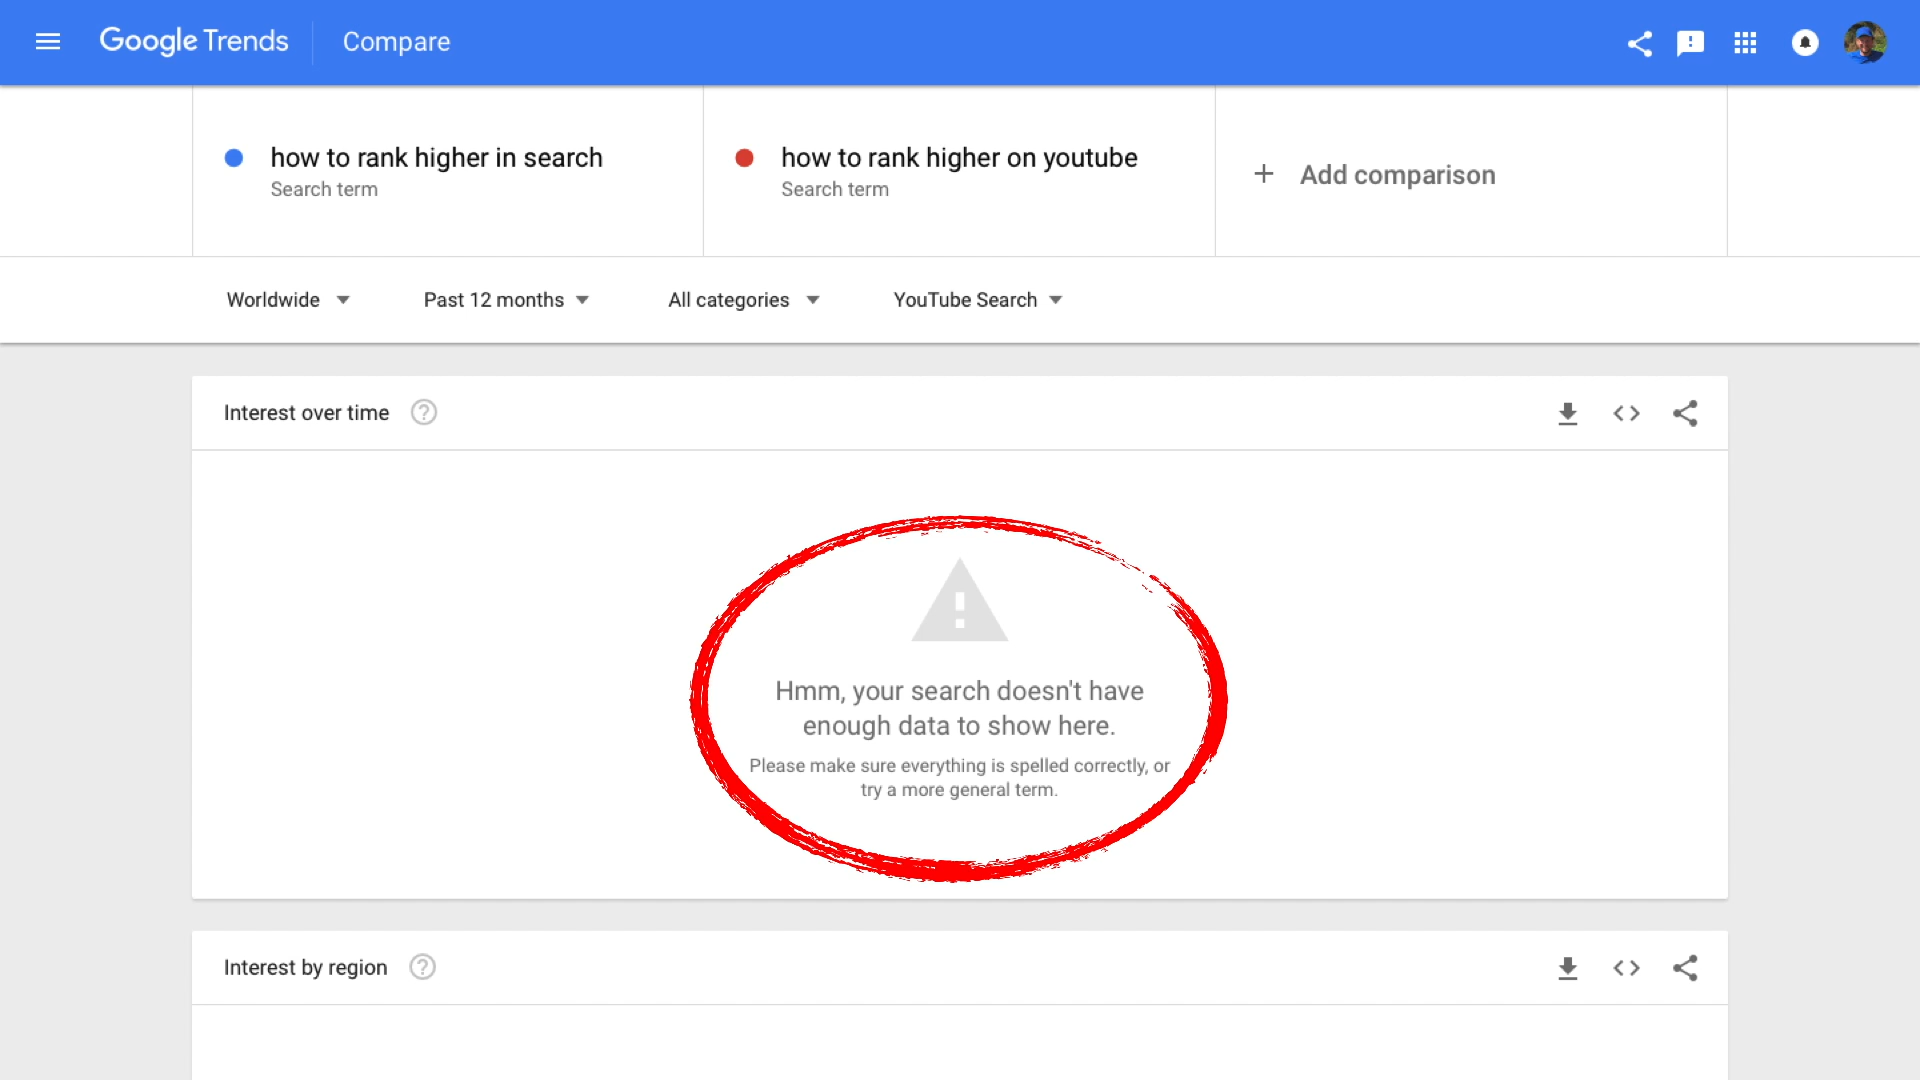 Google Trends
Compare
how to rank higher in search
Search term
how to rank higher on youtube
Search term
+ Add comparison
Worldwide
Past 12 months
All categories
YouTube Search
Interest over time
Hmm, your search doesn't have
enough data to show here.
Please make sure everything is spelled correctly, or
try a more general term.
Interest by region